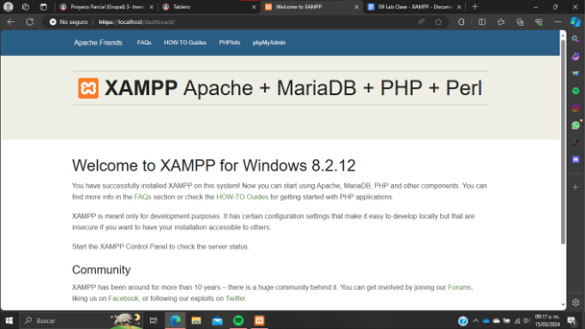 Proyeco Parcial (Grupal) 3- Inve
Tablero
Welcome to XAMPP
09 Lab Clase - XAMPP - Docume
No seguro
https://localhost/dashboard/
Apache Friends
FAQs
HOW-TO Guides
PHPInfo
phpMyAdmin
XAMPP Apache + MariaDB + PHP + Perl
Welcome to XAMPP for Windows 8.2.12
You have successfully installed XAMPP on this system! Now you can start using Apache, MariaDB, PHP and other components. You can
find more info in the FAQs section or check the HOW-TO Guides for getting started with PHP applications.
XAMPP is meant only for development purposes. It has certain configuration settings that make it easy to develop locally but that are
insecure if you want to have your installation accessible to others.
Start the XAMPP Control Panel to check the server status.
Community
XAMPP has been around for more than 10 years – there is a huge community behind it. You can get involved by joining our Forums,
liking us on Facebook, or following our exploits on Twitter.
Buscar
09:17 a. m.
15/03/2024